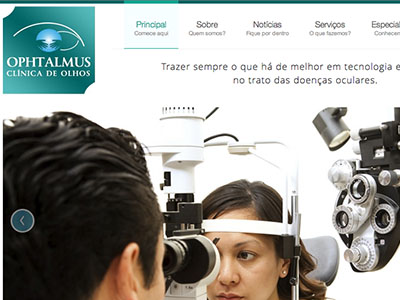 OPHTALMUS
CLÍNICA DE OLHOS
Principal
Comece aqui
Sobre
Quem somos?
Notícias
Fique por dentro
Serviços
O que fazemos?
Especial
Conhecem
Trazer sempre o que há de melhor em tecnologia e
no trato das doenças oculares.